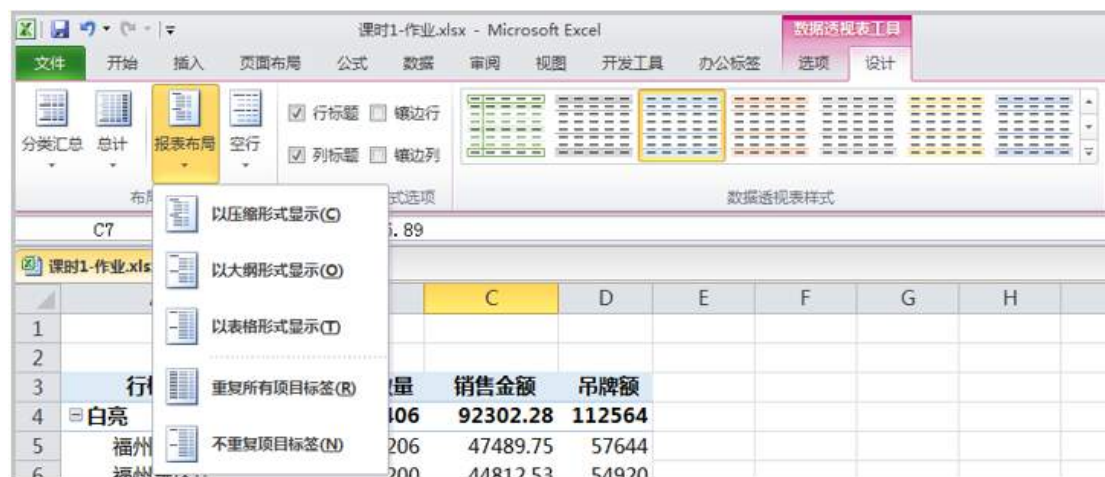 课时1-作业.xlsx - Microsoft Excel
数据透视表工具
文件 开始 插入 页面布局 公式 数据 审阅 视图 开发工具 办公标签 选项 设计
分类汇总 总计 报表布局 空行
行标题 镶边行
列标题 镶边列
数据透视表样式
以压缩形式显示(C)
以大纲形式显示(O)
以表格形式显示(T)
重复所有项目标签(R)
不重复项目标签(N)
C7 .89
课时1-作业.xls
C D E F G H
1
2
3 销售金额 吊牌额
4 白亮 406 92302.28 112564
5 福州 206 47489.75 57644
6 200 44812.53 54920